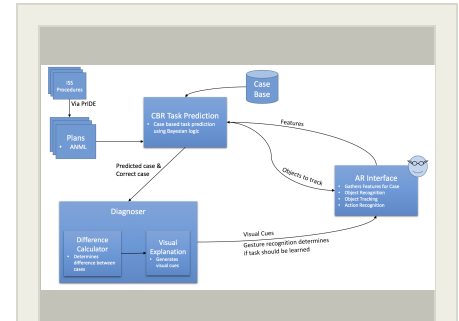 ISS
Procedures
Via PrIDE
Plans
• ANML
CBR Task Prediction
• Case based task prediction
using Bayesian logic
Case
Base
Features
Objects to track
Predicted case &
Correct case
AR Interface
• Gathers Features for Case
• Object Recognition
• Object Tracking
• Action Recognition
Diagnoser
Difference
Calculator
• Determines
difference between
cases
Visual
Explanation
• Generates
visual cues
Visual Cues
Gesture recognition determines
if task should be learned